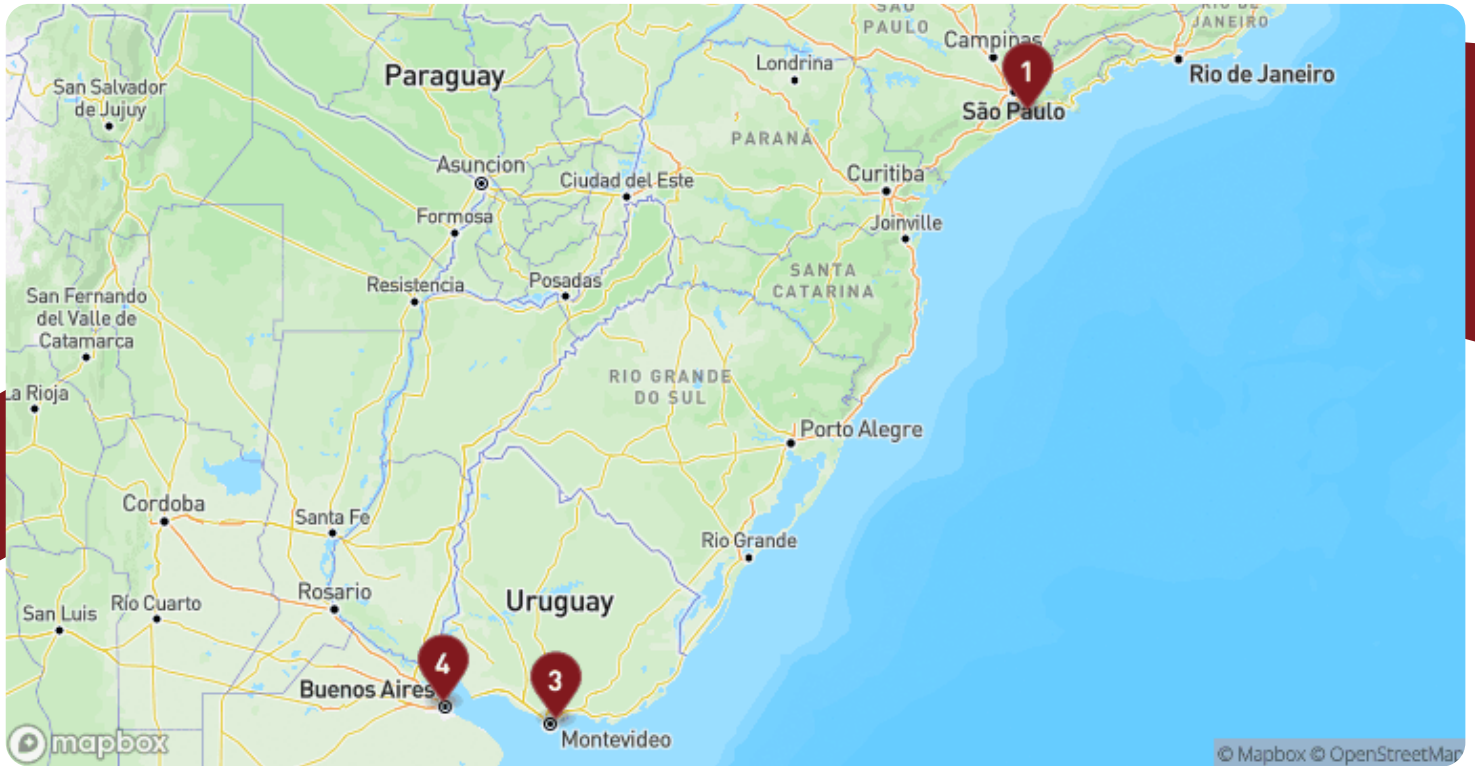 SÃO
PAULO
RIO DE
JANEIRO
Campinas
1
Rio de Janeiro
São Paulo
Londrina
Paraguay
San Salvador
de Jujuy
PARANÁ
Asuncion
Ciudad del Este
Curitiba
Formosa
Joinville
Resistencia
Posadas
SANTA
CATARINA
San Fernando
del Valle de
Catamarca
La Rioja
RIO GRANDE
DO SUL
Porto Alegre
Cordoba
Santa Fe
Rio Grande
Rosario
Uruguay
San Luis
Río Cuarto
4
3
Buenos Aires
Montevideo
mapbox
© Mapbox © OpenStreetMap